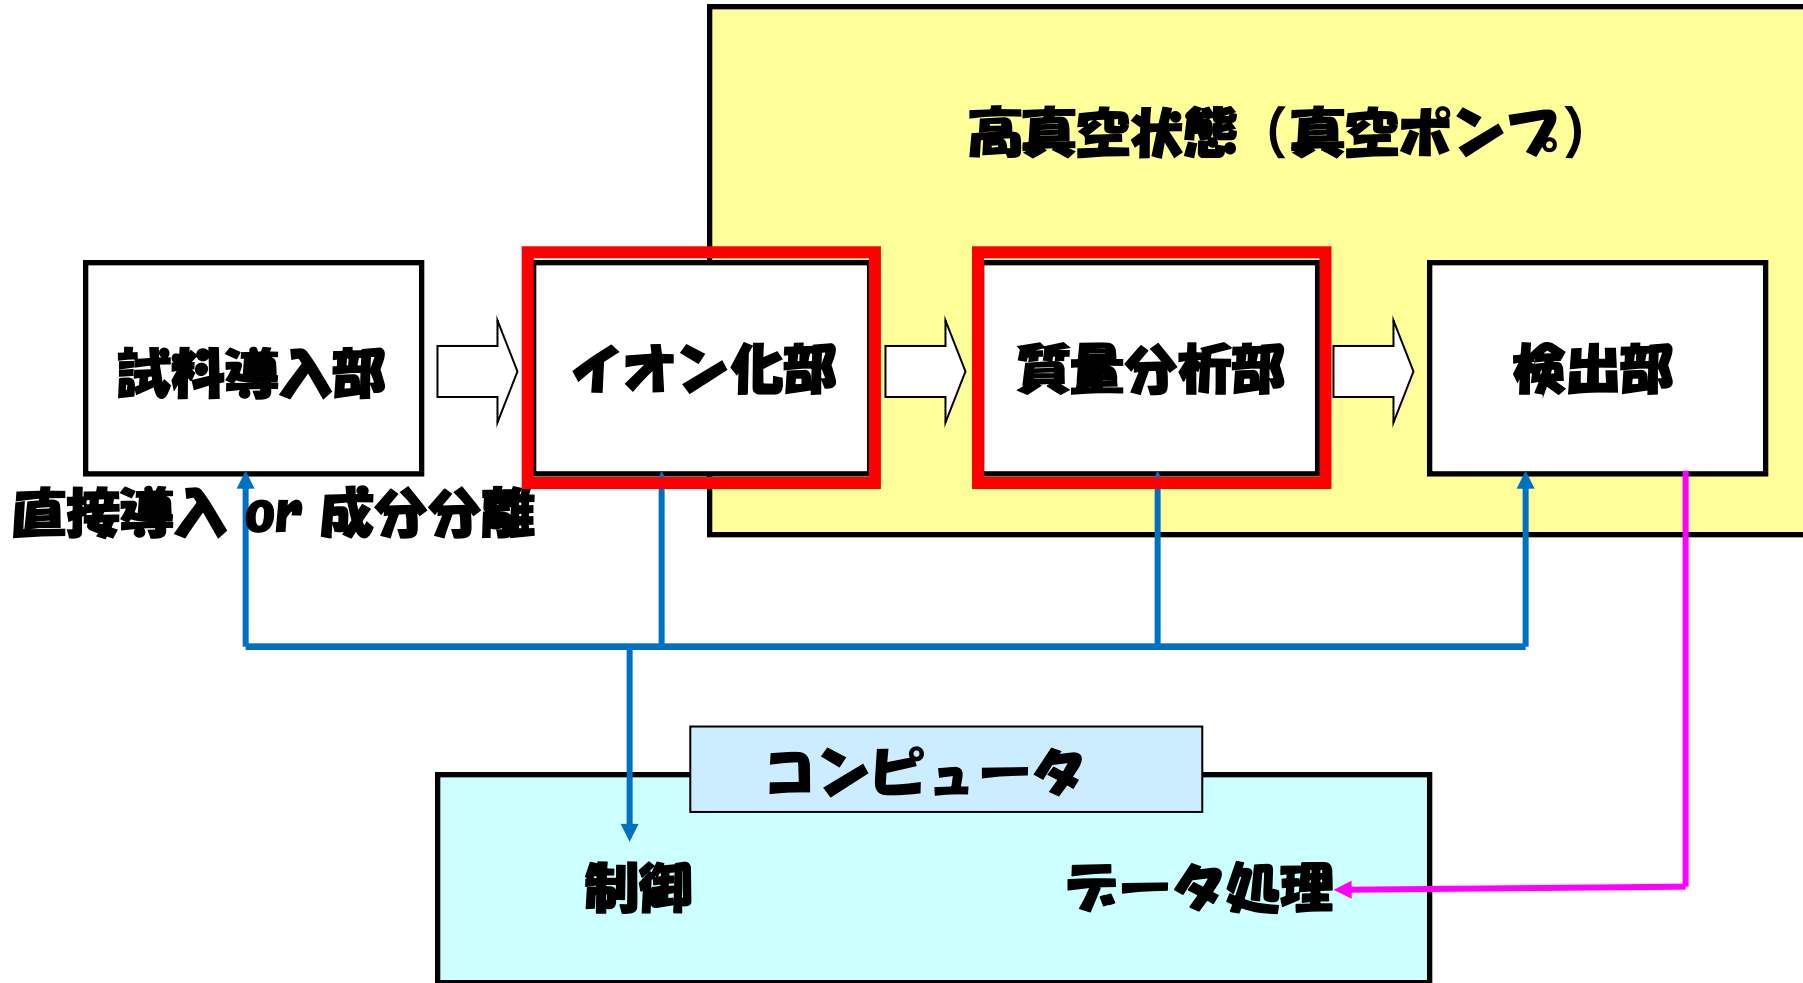 高真空状態（真空ポンプ）
試料導入部
イオン化部
質量分析部
検出部
直接導入 or 成分分離
コンピュータ
制御
データ処理